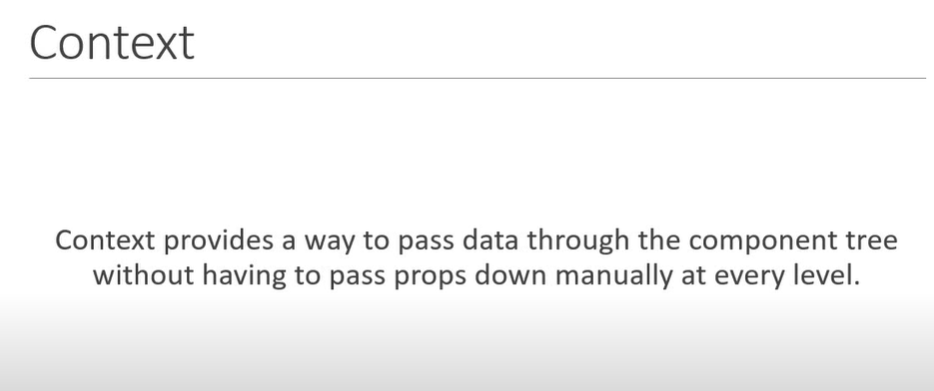 Context
Context provides a way to pass data through the component tree
without having to pass props down manually at every level.